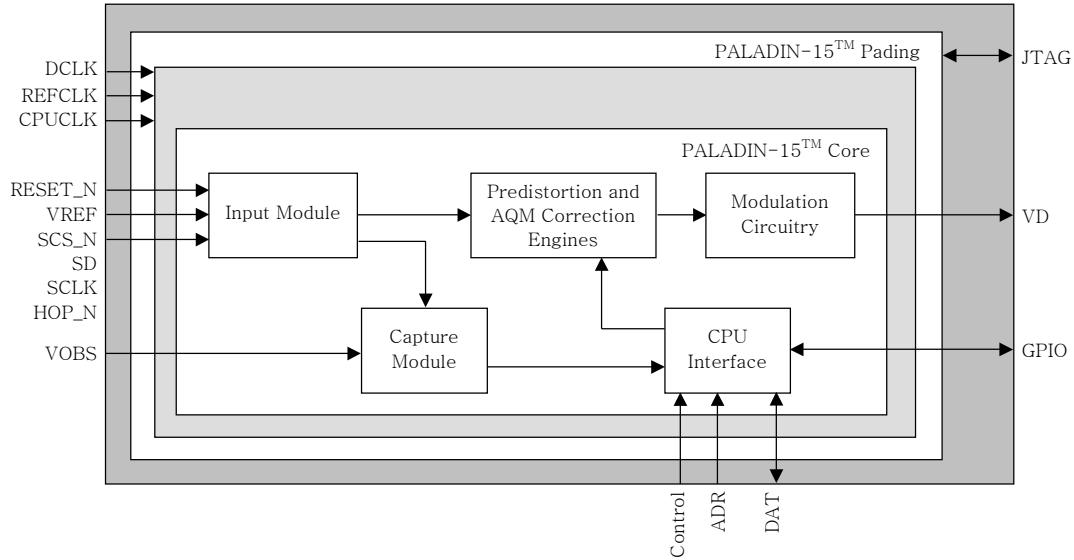 PALADIN-15™ Pading
JTAG
DCLK
REFCLK
CPUCLK
PALADIN-15™ Core
RESET_N
VREF
SCS_N
SD
SCLK
HOP_N
VOBS
Input Module
Predistortion and
AQM Correction
Engines
Modulation
Circuitry
VD
Capture
Module
CPU
Interface
GPIO
Control
ADR
DAT